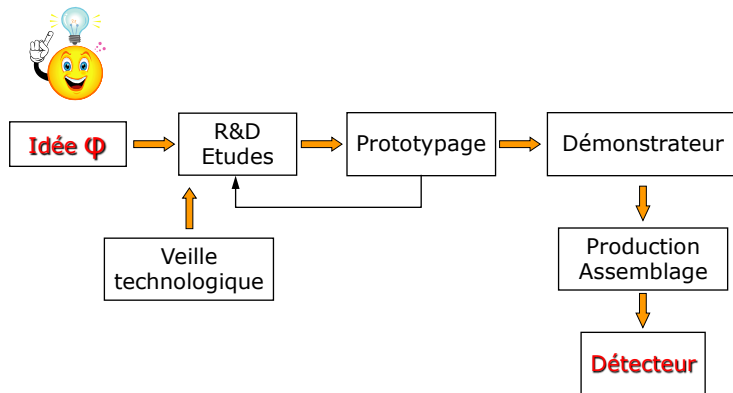 Idée φ
R&D
Etudes
Prototypage
Démonstrateur
Veille
technologique
Production
Assemblage
Détecteur